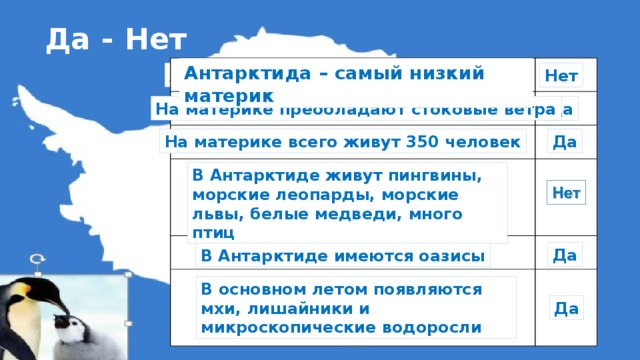 Да - Нет
Антарктида – самый низкий
материк
Нет
На материке преобладают стоковые ветра
а
На материке всего живут 350 человек
Да
В Антарктиде живут пингвины,
морские леопарды, морские
львы, белые медведи, много
птиц
Нет
В Антарктиде имеются оазисы
Да
В основном летом появляются
мхи, лишайники и
микроскопические водоросли
Да